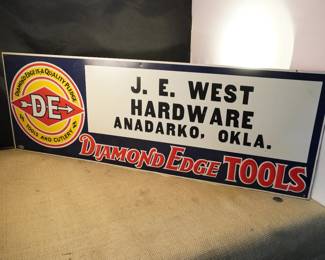 DIAMOND EDGE IS A QUALITY PLEDGE
DE
TOOLS AND CUTLERY
J. E. WEST
HARDWARE
ANADARKO, OKLA.
DIAMOND EDGE TOOLS